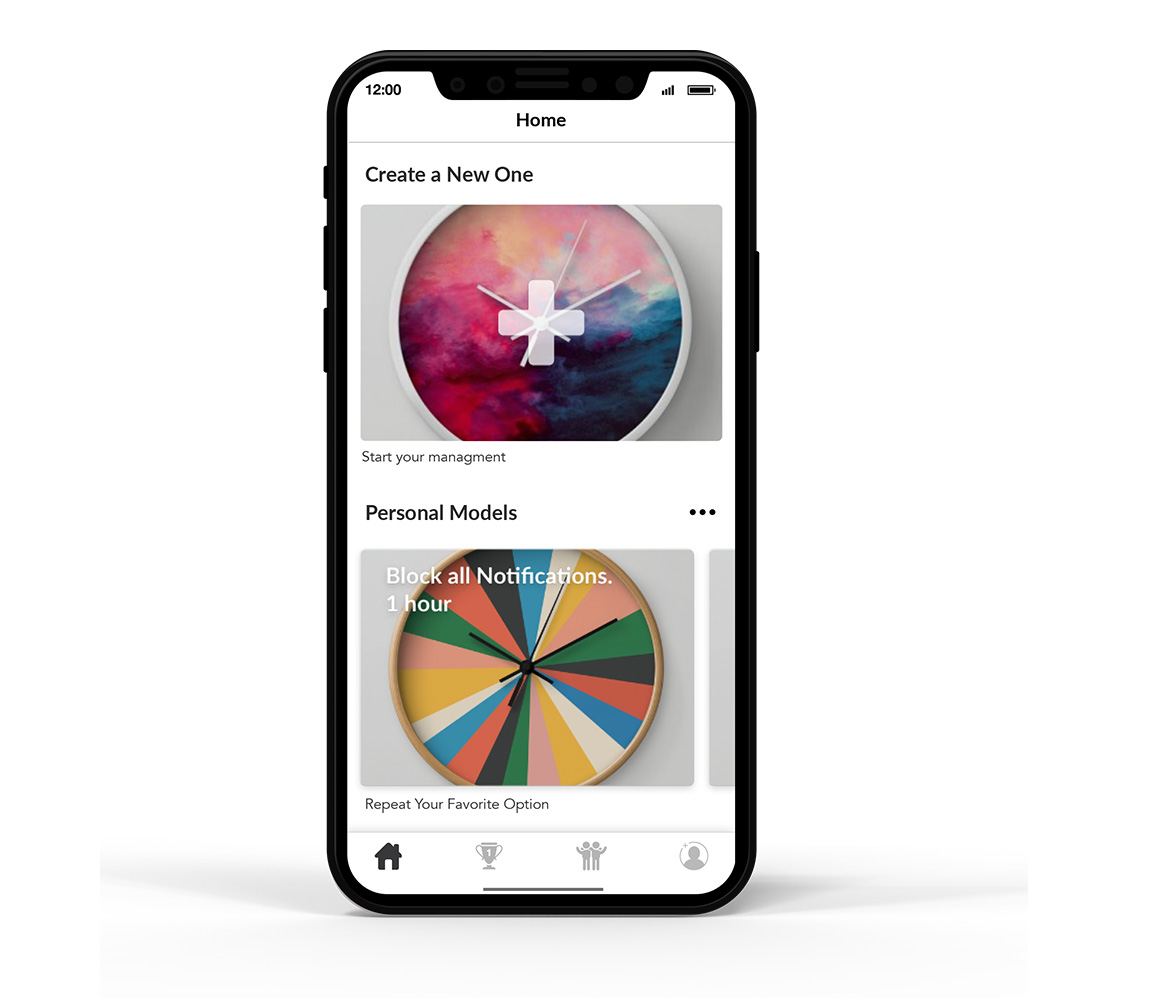 12:00
Home
Create a New One
Start your managment
Personal Models
Block all Notifications.
1 hour
Repeat Your Favorite Option
1